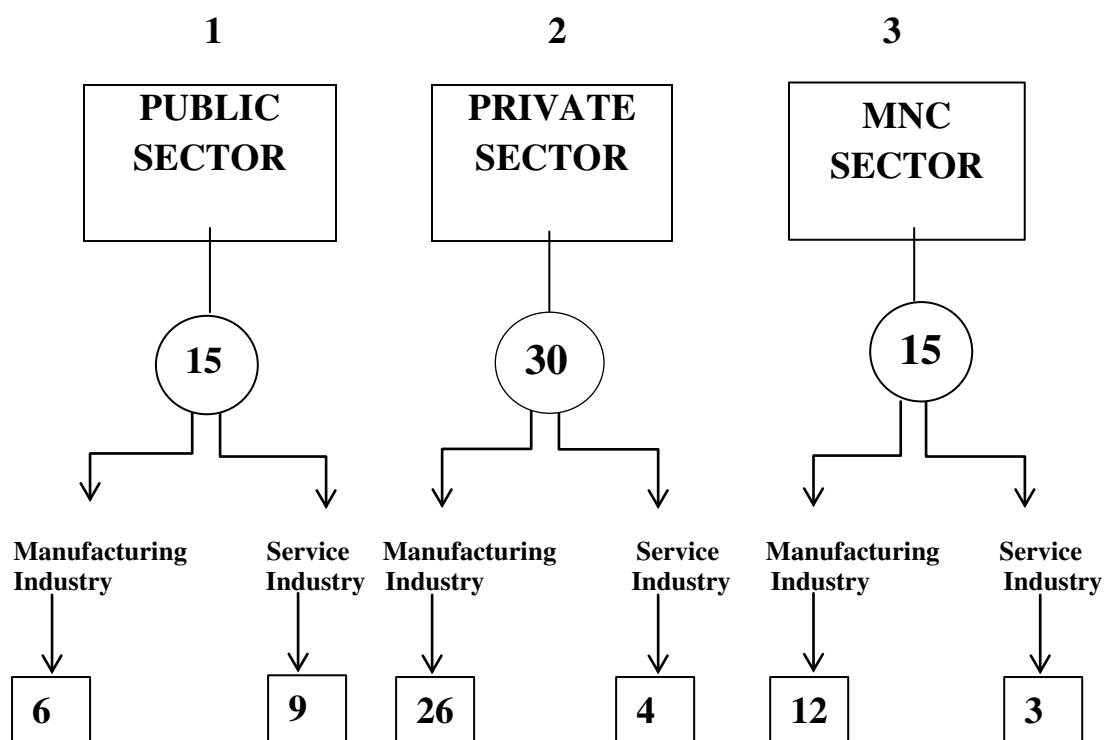 1
2
3
PUBLIC
SECTOR
PRIVATE
SECTOR
MNC
SECTOR
15
30
15
Manufacturing
Industry
Service
Industry
Manufacturing
Industry
Service
Industry
Manufacturing
Industry
Service
Industry
6
9
26
4
12
3